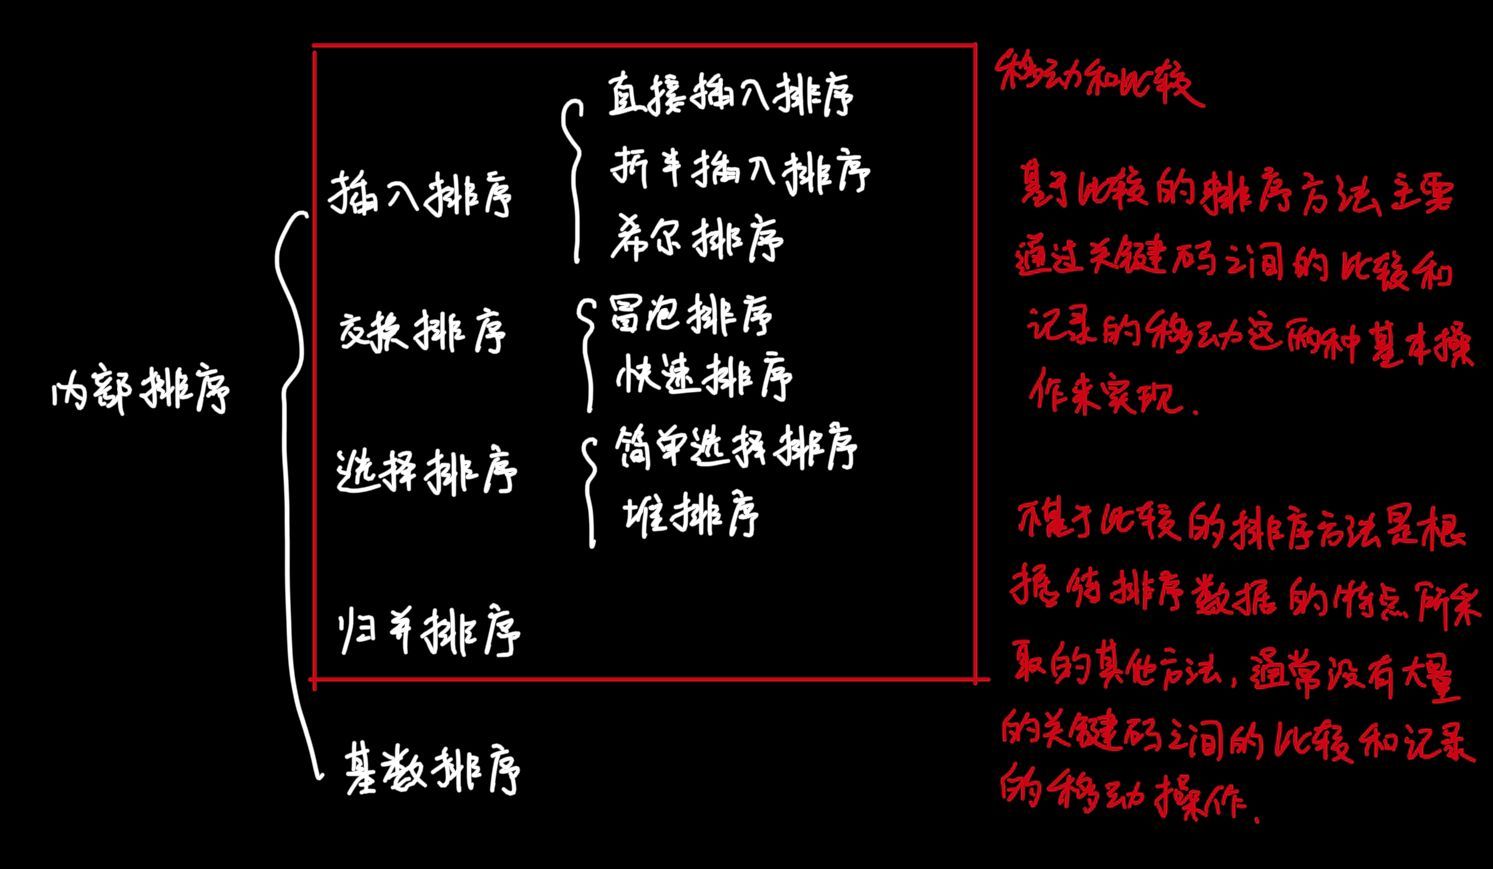 内部排序
插入排序
直接插入排序
折半插入排序
希尔排序
交换排序
冒泡排序
快速排序
选择排序
简单选择排序
堆排序
归并排序
基数排序
移动和比较
基于比较的排序方法主要
通过关键码之间的比较和
记录的移动这两种基本操
作来实现.
不基于比较的排序方法是根
据待排序数据的特点所采
取的其他方法,通常没有大量
的关键码之间的比较和记录
的移动操作.